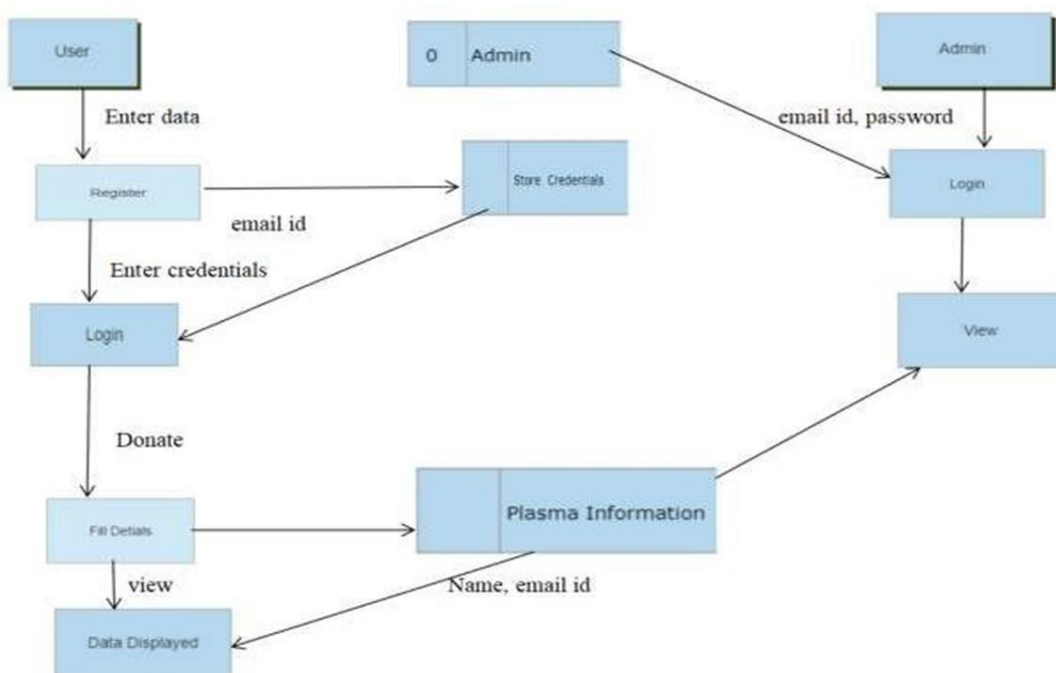 User
0 Admin
Admin
Enter data
email id, password
Register
Store Credentials
Login
email id
Enter credentials
Login
View
Donate
Plasma Information
Fill Detials
view
Name, email id
Data Displayed